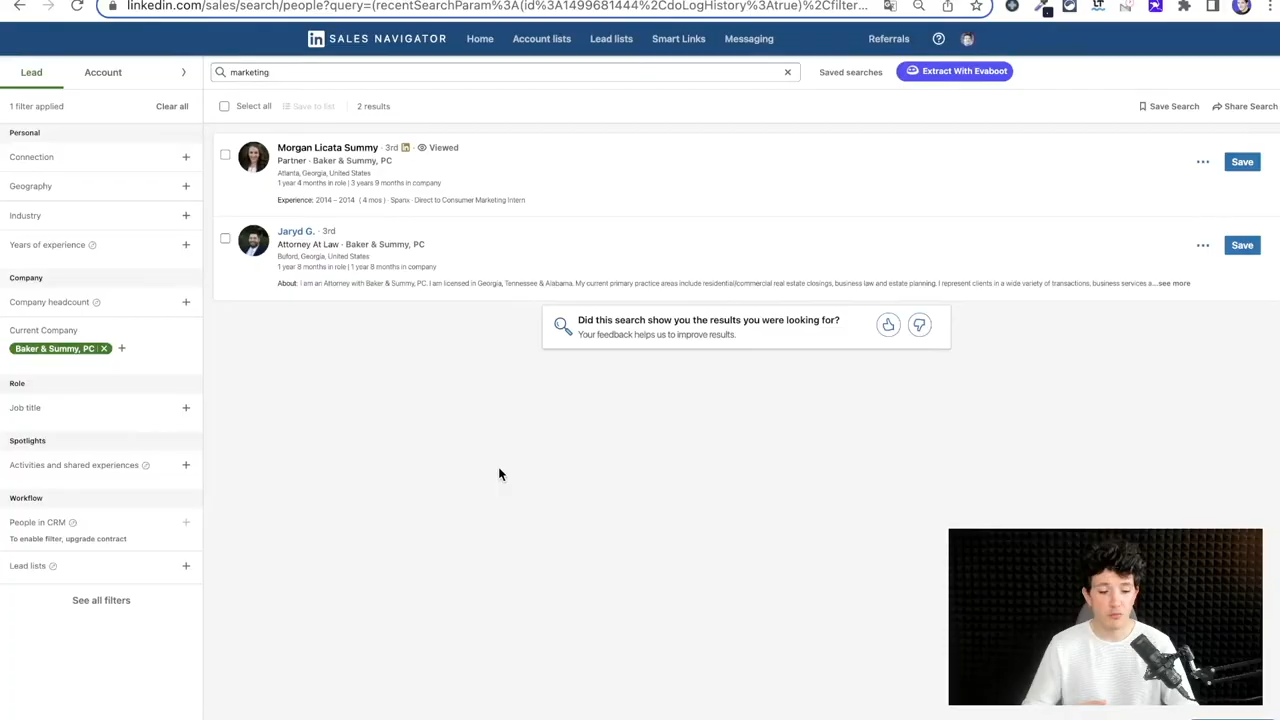 linkedin.com/sales/search/people?query=(recentSearchParam%3A(id%3A1499681444%2CdoLogHistory%3Atrue)%2Cfilter...
in SALES NAVIGATOR Home Account lists Lead lists Smart Links Messaging Referrals
Lead Account
marketing
Saved searches
Extract With Evaboot
1 filter applied Clear all
Select all Save to list 2 results
Save Search Share Search
Personal
Connection
Geography
Industry
Years of experience
Company
Company headcount
Current Company
Baker & Summy, PC
Role
Job title
Spotlights
Activities and shared experiences
Workflow
People in CRM
To enable filter, upgrade contract
Lead lists
See all filters
Morgan Licata Summy · 3rd Viewed
Partner · Baker & Summy, PC
Atlanta, Georgia, United States
1 year 4 months in role | 3 years 9 months in company
Experience: 2014 – 2014 ( 4 mos ) · Spanx · Direct to Consumer Marketing Intern
Save
Jaryd G. · 3rd
Attorney At Law · Baker & Summy, PC
Buford, Georgia, United States
1 year 8 months in role | 1 year 8 months in company
About: I am an Attorney with Baker & Summy, PC. I am licensed in Georgia, Tennessee & Alabama. My current primary practice areas include residential/commercial real estate closings, business law and estate planning. I represent clients in a wide variety of transactions, business services a...see more
Save
Did this search show you the results you were looking for?
Your feedback helps us to improve results.